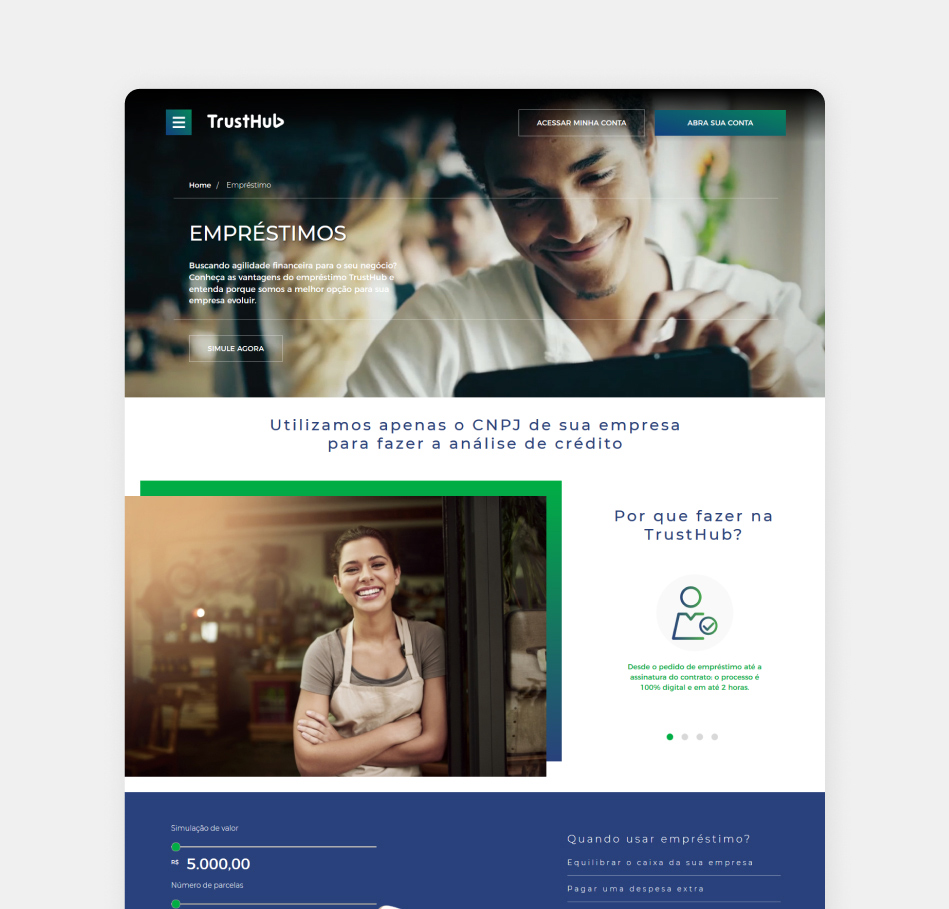 TrustHub
ACESSAR MINHA CONTA
ABRA SUA CONTA
Home / Empréstimo
EMPRÉSTIMOS
Buscando agilidade financeira para o seu negócio?
Conheça as vantagens do empréstimo TrustHub e
entenda porque somos a melhor opção para sua
empresa evoluir.
SIMULE AGORA
Utilizamos apenas o CNPJ de sua empresa
para fazer a análise de crédito
Por que fazer na
TrustHub?
Desde o pedido de empréstimo até a
assinatura do contrato: o processo é
100% digital e em até 2 horas.
Simulação de valor
R$ 5.000,00
Número de parcelas
Quando usar empréstimo?
Equilibrar o caixa da sua empresa
Pagar uma despesa extra